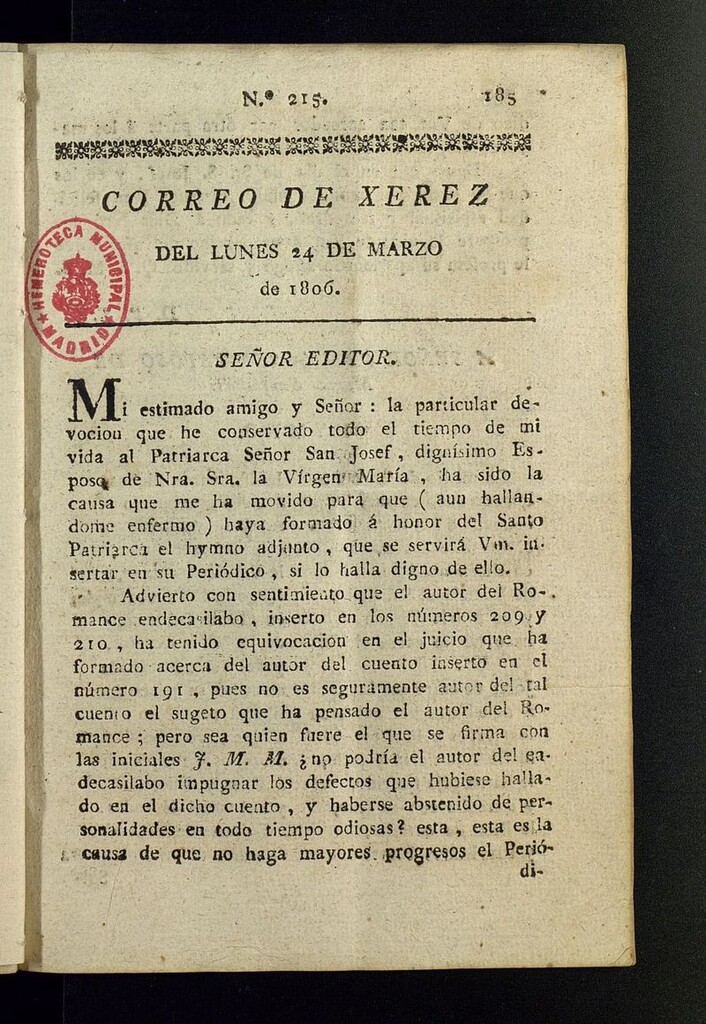 N.º 215. 185
CORREO DE XEREZ
DEL LUNES 24 DE MARZO
de 1806.
HEMEROTECA MUNICIPAL
MADRID
SEÑOR EDITOR.
Mi estimado amigo y Señor : la particular de-
vocion que he conservado todo el tiempo de mi
vida al Patriarca Señor San Josef , dignísimo Es-
poso de Nra. Sra. la Vírgen María , ha sido la
causa que me ha movido para que ( aun hallan-
dome enfermo ) haya formado á honor del Santo
Patriarca el hymno adjunto , que se servirá Vm. in-
sertar en su Periódico , si lo halla digno de ello.
Advierto con sentimiento que el autor del Ro-
mance endecasilabo , inserto en los números 209 y
210 , ha tenido equivocacion en el juicio que ha
formado acerca del autor del cuento inserto en el
número 191 , pues no es seguramente autor del tal
cuento el sugeto que ha pensado el autor del Ro-
mance ; pero sea quien fuere el que se firma con
las iniciales J. M. M. ¿no podría el autor del en-
decasilabo impugnar los defectos que hubiese halla-
do en el dicho cuento , y haberse abstenido de per-
sonalidades en todo tiempo odiosas? esta , esta es la
causa de que no haga mayores progresos el Perió-
di-